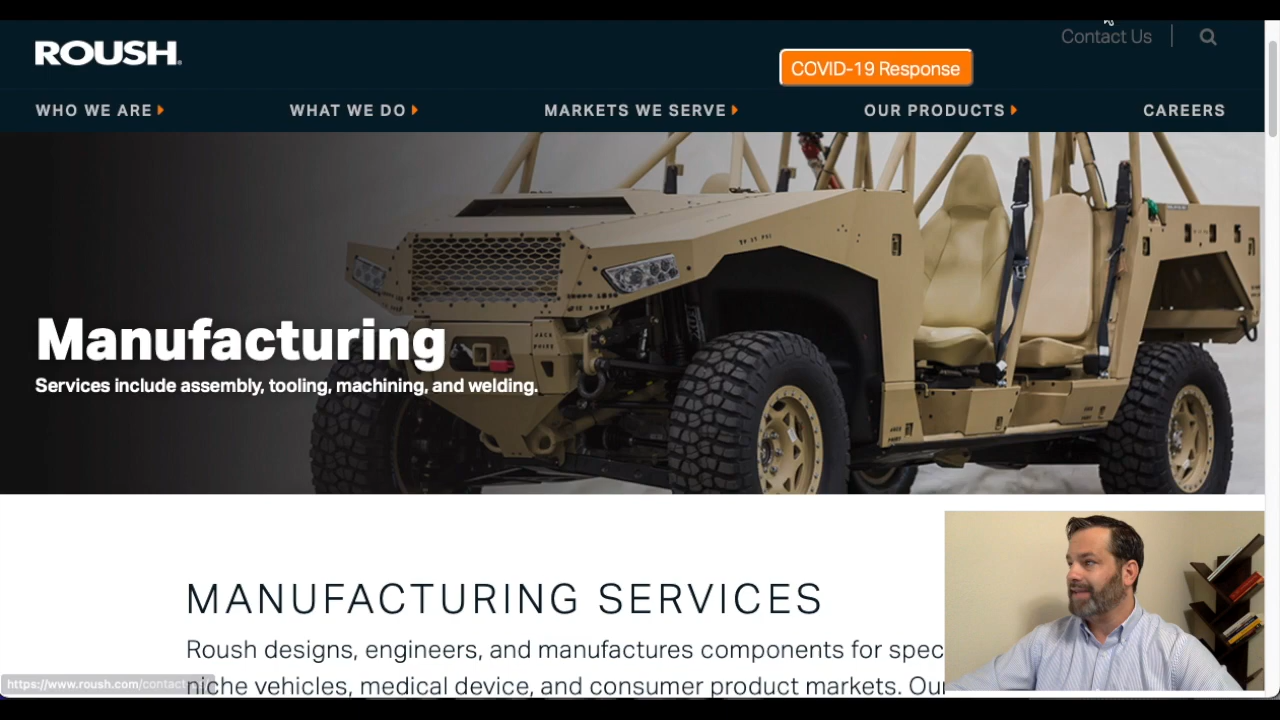 Contact Us
ROUSH
COVID-19 Response
WHO WE ARE
WHAT WE DO
MARKETS WE SERVE
OUR PRODUCTS
CAREERS
Manufacturing
Services include assembly, tooling, machining, and welding.
MANUFACTURING SERVICES
Roush designs, engineers, and manufactures components for spec
niche vehicles, medical device, and consumer product markets. Our
https://www.roush.com/contact